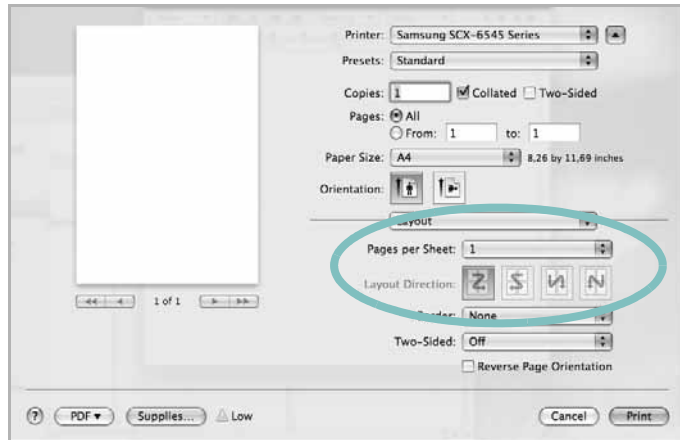 Printer: Samsung SCX-6545 Series
Presets: Standard
Copies: 1 Collated Two-Sided
Pages: All
From: 1 to: 1
Paper Size: A4 8,26 by 11,69 inches
Orientation:
Layout
Pages per Sheet: 1
Layout Direction:
1 of 1
Border: None
Two-Sided: Off
Reverse Page Orientation
? PDF Supplies... Low Cancel Print